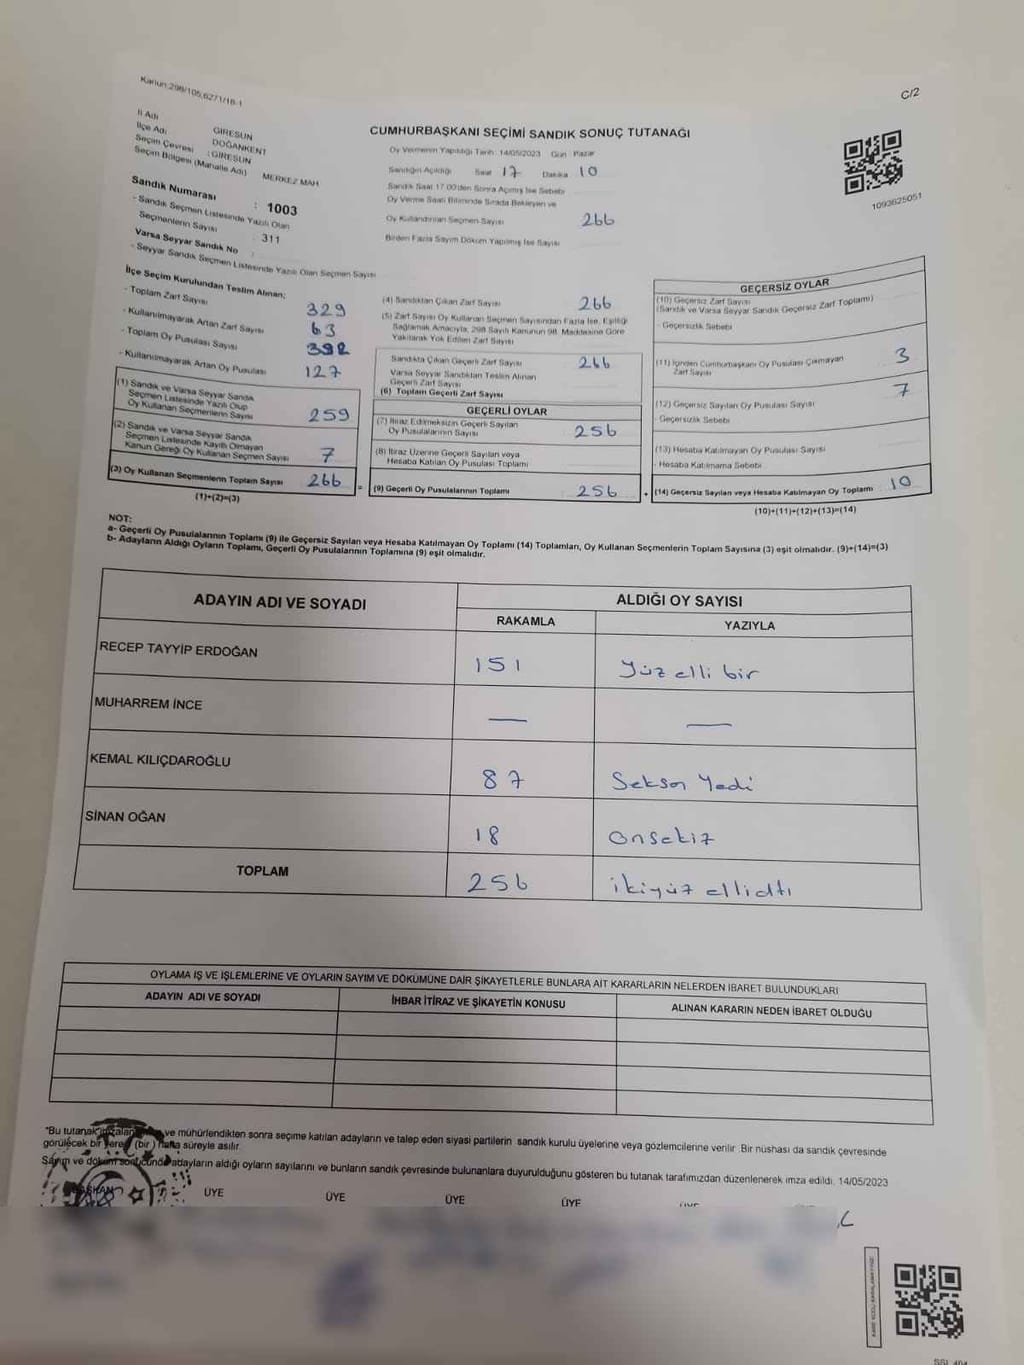 Kanun:298/105,6271/18-1
C/2
İl Adı GİRESUN
İlçe Adı DOĞANKENT
Seçim Çevresi : GİRESUN
Seçim Bölgesi (Mahalle Adı) MERKEZ MAH
Sandık Numarası : 1003
- Sandık Seçmen Listesinde Yazılı Olan
Seçmenlerin Sayısı 311
Varsa Seyyar Sandık No :
- Seyyar Sandık Seçmen Listesinde Yazılı Olan Seçmen Sayısı
CUMHURBAŞKANI SEÇİMİ SANDIK SONUÇ TUTANAĞI
Oy Vermenin Yapıldığı Tarih: 14/05/2023 Gün: Pazar
Sandığın Açıldığı Saat 17 Dakika 10
Sandık Saat 17.00'den Sonra Açımış İse Sebebi
Oy Verme Saati Bitiminde Sırada Bekleyen ve
Oy Kullandırılan Seçmen Sayısı 266
Birden Fazla Sayım Döküm Yapılmış İse Sayısı
1093625051
İlçe Seçim Kurulundan Teslim Alınan;
- Toplam Zarf Sayısı 329
- Kullanılmayarak Artan Zarf Sayısı 63
- Toplam Oy Pusulası Sayısı 392
- Kullanılmayarak Artan Oy Pusulası 127
(1) Sandık ve Varsa Seyyar Sandık
Seçmen Listesinde Yazılı Olup
Oy Kullanan Seçmenlerin Sayısı 259
(2) Sandık ve Varsa Seyyar Sandık
Seçmen Listesinde Kayıtlı Olmayan
Kanun Gereği Oy Kullanan Seçmen Sayısı 7
(3) Oy Kullanan Seçmenlerin Toplam Sayısı 266 =
(1)+(2)=(3)
(4) Sandıktan Çıkan Zarf Sayısı 266
(5) Zarf Sayısı Oy Kullanan Seçmen Sayısından Fazla İse, Eşitliği
Sağlamak Amacıyla, 298 Sayılı Kanunun 98. Maddesine Göre
Yakılarak Yok Edilen Zarf Sayısı
Sandıkta Çıkan Geçerli Zarf Sayısı 266
Varsa Seyyar Sandıktan Teslim Alınan
Geçerli Zarf Sayısı
(6) Toplam Geçerli Zarf Sayısı
GEÇERLİ OYLAR
(7) İtiraz Edilmeksizin Geçerli Sayılan
Oy Pusulalarının Sayısı 256
(8) İtiraz Üzerine Geçerli Sayılan veya
Hesaba Katılan Oy Pusulası Toplamı
(9) Geçerli Oy Pusulalarının Toplamı 256 +
GEÇERSİZ OYLAR
(10) Geçersiz Zarf Sayısı
(Sandık ve Varsa Seyyar Sandık Geçersiz Zarf Toplamı)
- Geçersizlik Sebebi
(11) İçinden Cumhurbaşkanı Oy Pusulası Çıkmayan
Zarf Sayısı 3
(12) Geçersiz Sayılan Oy Pusulası Sayısı 7
- Geçersizlik Sebebi
(13) Hesaba Katılmayan Oy Pusulası Sayısı
- Hesaba Katılmama Sebebi
(14) Geçersiz Sayılan veya Hesaba Katılmayan Oy Toplamı 10
(10)+(11)+(12)+(13)=(14)
NOT:
a- Geçerli Oy Pusulalarının Toplamı (9) ile Geçersiz Sayılan veya Hesaba Katılmayan Oy Toplamı (14) Toplamları, Oy Kullanan Seçmenlerin Toplam Sayısına (3) eşit olmalıdır. (9)+(14)=(3)
b- Adayların Aldığı Oyların Toplamı, Geçerli Oy Pusulalarının Toplamına (9) eşit olmalıdır.
ADAYIN ADI VE SOYADI ALDIĞI OY SAYISI
RAKAMLA YAZIYLA
RECEP TAYYİP ERDOĞAN 151 Yüz elli bir
MUHARREM İNCE — —
KEMAL KILIÇDAROĞLU 87 Seksen Yedi
SİNAN OĞAN 18 Onsekiz
TOPLAM 256 ikiyüz ellialtı
OYLAMA İŞ VE İŞLEMLERİNE VE OYLARIN SAYIM VE DÖKÜMÜNE DAİR ŞİKAYETLERLE BUNLARA AİT KARARLARIN NELERDEN İBARET BULUNDUKLARI
ADAYIN ADI VE SOYADI İHBAR İTİRAZ VE ŞİKAYETİN KONUSU ALINAN KARARIN NEDEN İBARET OLDUĞU
"Bu tutanak imzalanıp ve mühürlendikten sonra seçime katılan adayların ve talep eden siyasi partilerin sandık kurulu üyelerine veya gözlemcilerine verilir. Bir nüshası da sandık çevresinde
görülecek bir yere (bir) hafta süreyle asılır.
Sayım ve döküm sonucunda adayların aldığı oyların sayılarını ve bunların sandık çevresinde bulunanlara duyurulduğunu gösteren bu tutanak tarafımızdan düzenlenerek imza edildi. 14/05/2023
BAŞKAN ÜYE ÜYE ÜYE ÜYE ÜYE